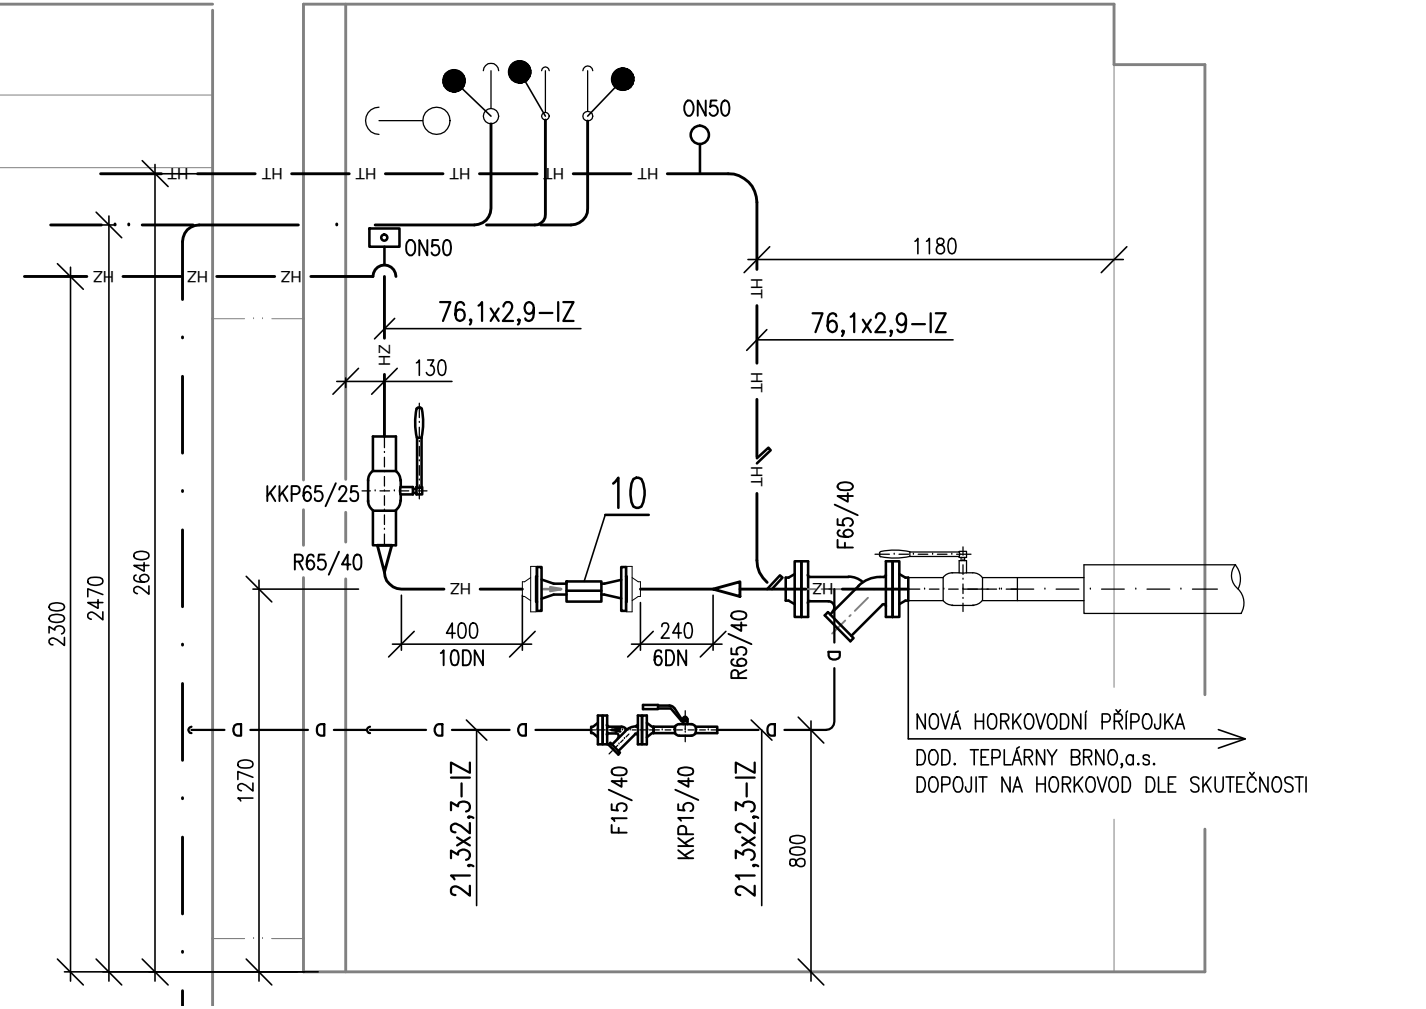 ON50
HT HT HT HT HT HT
ON50
1180
ZH ZH ZH
HT
76,1x2,9-IZ
76,1x2,9-IZ
ZH
130
HT
HT
10
KKP65/25
F65/40
R65/40
ZH
ZH
2300
2470
2640
400
10DN
240
6DN
R65/40
D
NOVÁ HORKOVODNÍ PŘÍPOJKA
D D D D D
DOD. TEPLÁRNY BRNO,a.s.
DOPOJIT NA HORKOVOD DLE SKUTEČNOSTI
1270
21,3x2,3-IZ
F15/40
KKP15/40
21,3x2,3-IZ
800